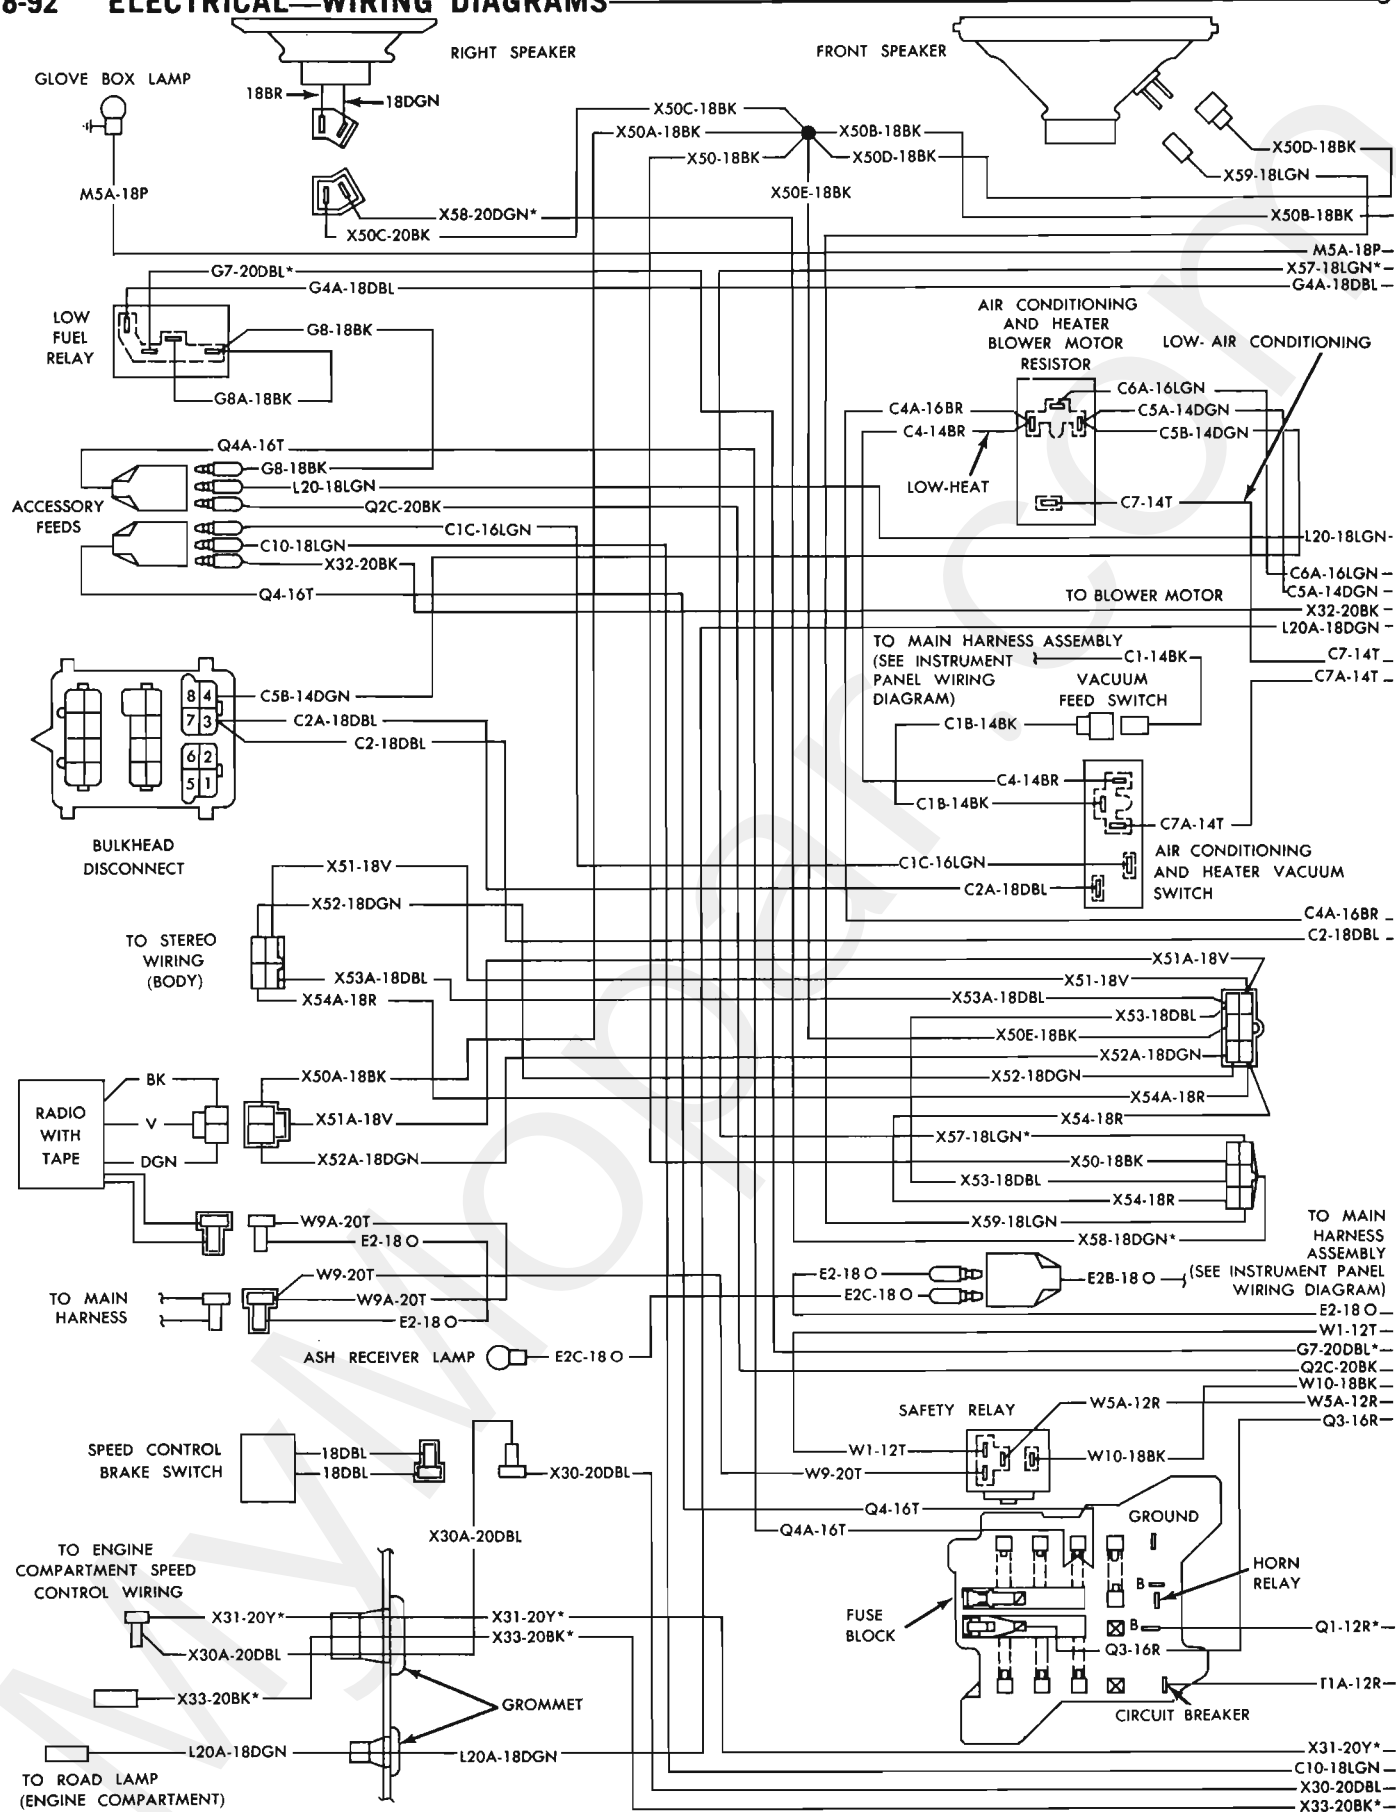 8-92 ELECTRICAL—WIRING DIAGRAMS
RIGHT SPEAKER
FRONT SPEAKER
GLOVE BOX LAMP
18BR
18DGN
X50C-18BK
X50A-18BK
X50B-18BK
X50-18BK
X50D-18BK
X50D-18BK
X59-18LGN
M5A-18P
X50E-18BK
X58-20DGN*
X50B-18BK
X50C-20BK
M5A-18P
G7-20DBL*
X57-18LGN*
G4A-18DBL
G4A-18DBL
LOW
FUEL
RELAY
G8-18BK
G8A-18BK
AIR CONDITIONING
AND HEATER
BLOWER MOTOR
RESISTOR
LOW- AIR CONDITIONING
C6A-16LGN
C4A-16BR
C5A-14DGN
C4-14BR
C5B-14DGN
LOW-HEAT
C7-14T
Q4A-16T
G8-18BK
L20-18LGN
Q2C-20BK
ACCESSORY
FEEDS
C1C-16LGN
C10-18LGN
X32-20BK
Q4-16T
L20-18LGN
C6A-16LGN
C5A-14DGN
TO BLOWER MOTOR
X32-20BK
L20A-18DGN
TO MAIN HARNESS ASSEMBLY
(SEE INSTRUMENT
PANEL WIRING
DIAGRAM)
C1-14BK
C7-14T
C7A-14T
VACUUM
FEED SWITCH
8 4
7 3
6 2
5 1
C5B-14DGN
C2A-18DBL
C2-18DBL
C1B-14BK
C4-14BR
C1B-14BK
C7A-14T
BULKHEAD
DISCONNECT
C1C-16LGN
C2A-18DBL
AIR CONDITIONING
AND HEATER VACUUM
SWITCH
X51-18V
X52-18DGN
C4A-16BR
C2-18DBL
TO STEREO
WIRING
(BODY)
X53A-18DBL
X54A-18R
X51A-18V
X51-18V
X53A-18DBL
X53-18DBL
X50E-18BK
X52A-18DGN
X52-18DGN
X54A-18R
X54-18R
RADIO
WITH
TAPE
BK
V
DGN
X50A-18BK
X51A-18V
X52A-18DGN
X57-18LGN*
X50-18BK
X53-18DBL
X54-18R
X59-18LGN
X58-18DGN*
W9A-20T
E2-18 O
W9-20T
W9A-20T
E2-18 O
TO MAIN
HARNESS
E2-18 O
E2C-18 O
E2B-18 O
TO MAIN
HARNESS
ASSEMBLY
(SEE INSTRUMENT PANEL
WIRING DIAGRAM)
E2-18 O
W1-12T
G7-20DBL*
Q2C-20BK
W10-18BK
W5A-12R
Q3-16R
ASH RECEIVER LAMP
E2C-18 O
SAFETY RELAY
W5A-12R
W1-12T
W10-18BK
W9-20T
SPEED CONTROL
BRAKE SWITCH
18DBL
18DBL
X30-20DBL
Q4-16T
Q4A-16T
X30A-20DBL
GROUND
B
B
HORN
RELAY
FUSE
BLOCK
Q1-12R*
Q3-16R
CIRCUIT BREAKER
TO ENGINE
COMPARTMENT SPEED
CONTROL WIRING
X31-20Y*
X30A-20DBL
X33-20BK*
X31-20Y*
X33-20BK*
GROMMET
L20A-18DGN
L20A-18DGN
TO ROAD LAMP
(ENGINE COMPARTMENT)
X31-20Y*
C10-18LGN
X30-20DBL
X33-20BK*
MyMopar.com